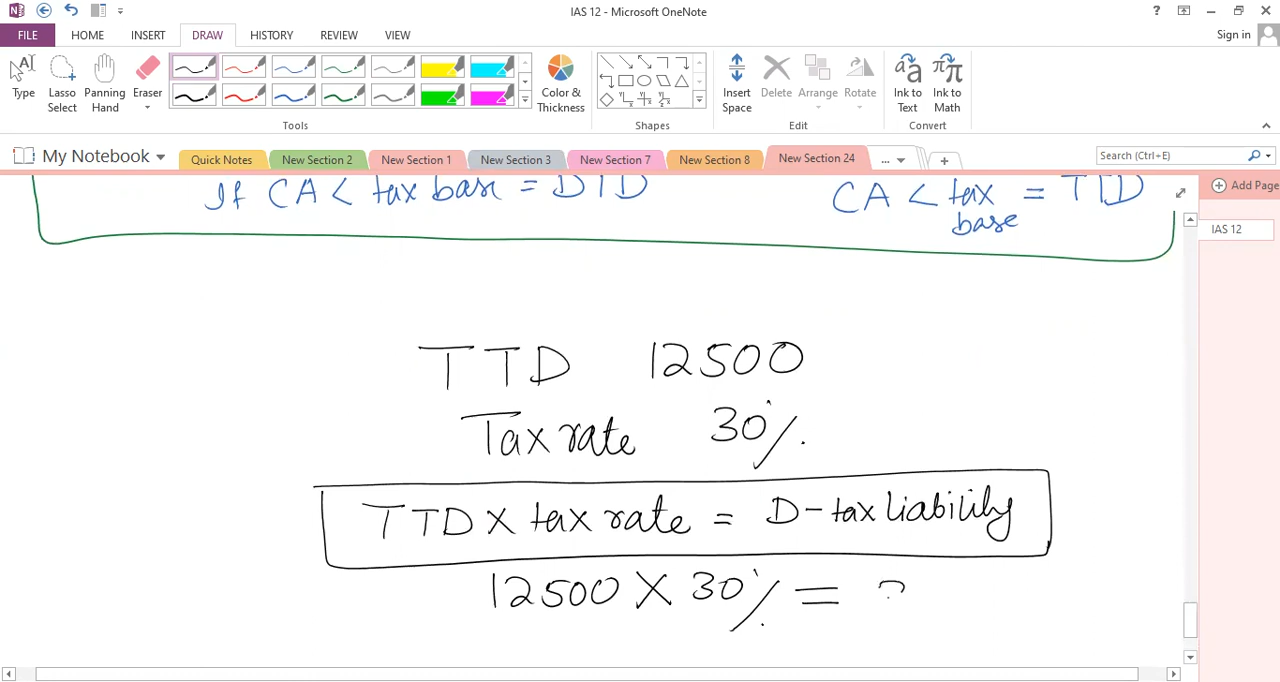 IAS 12 - Microsoft OneNote
?
FILE HOME INSERT DRAW HISTORY REVIEW VIEW
Sign in
Type
Lasso Select
Panning Hand
Eraser
Color & Thickness
Insert Space
Delete
Arrange
Rotate
Ink to Text
Ink to Math
Tools
Shapes
Edit
Convert
My Notebook
Quick Notes
New Section 2
New Section 1
New Section 3
New Section 7
New Section 8
New Section 24
...
+
Search (Ctrl+E)
Add Page
IAS 12
If CA < tax base = DTD
CA < tax base = TTD
TTD 12500
Tax rate 30%
TTD X tax rate = D-tax liability
12500 X 30% =